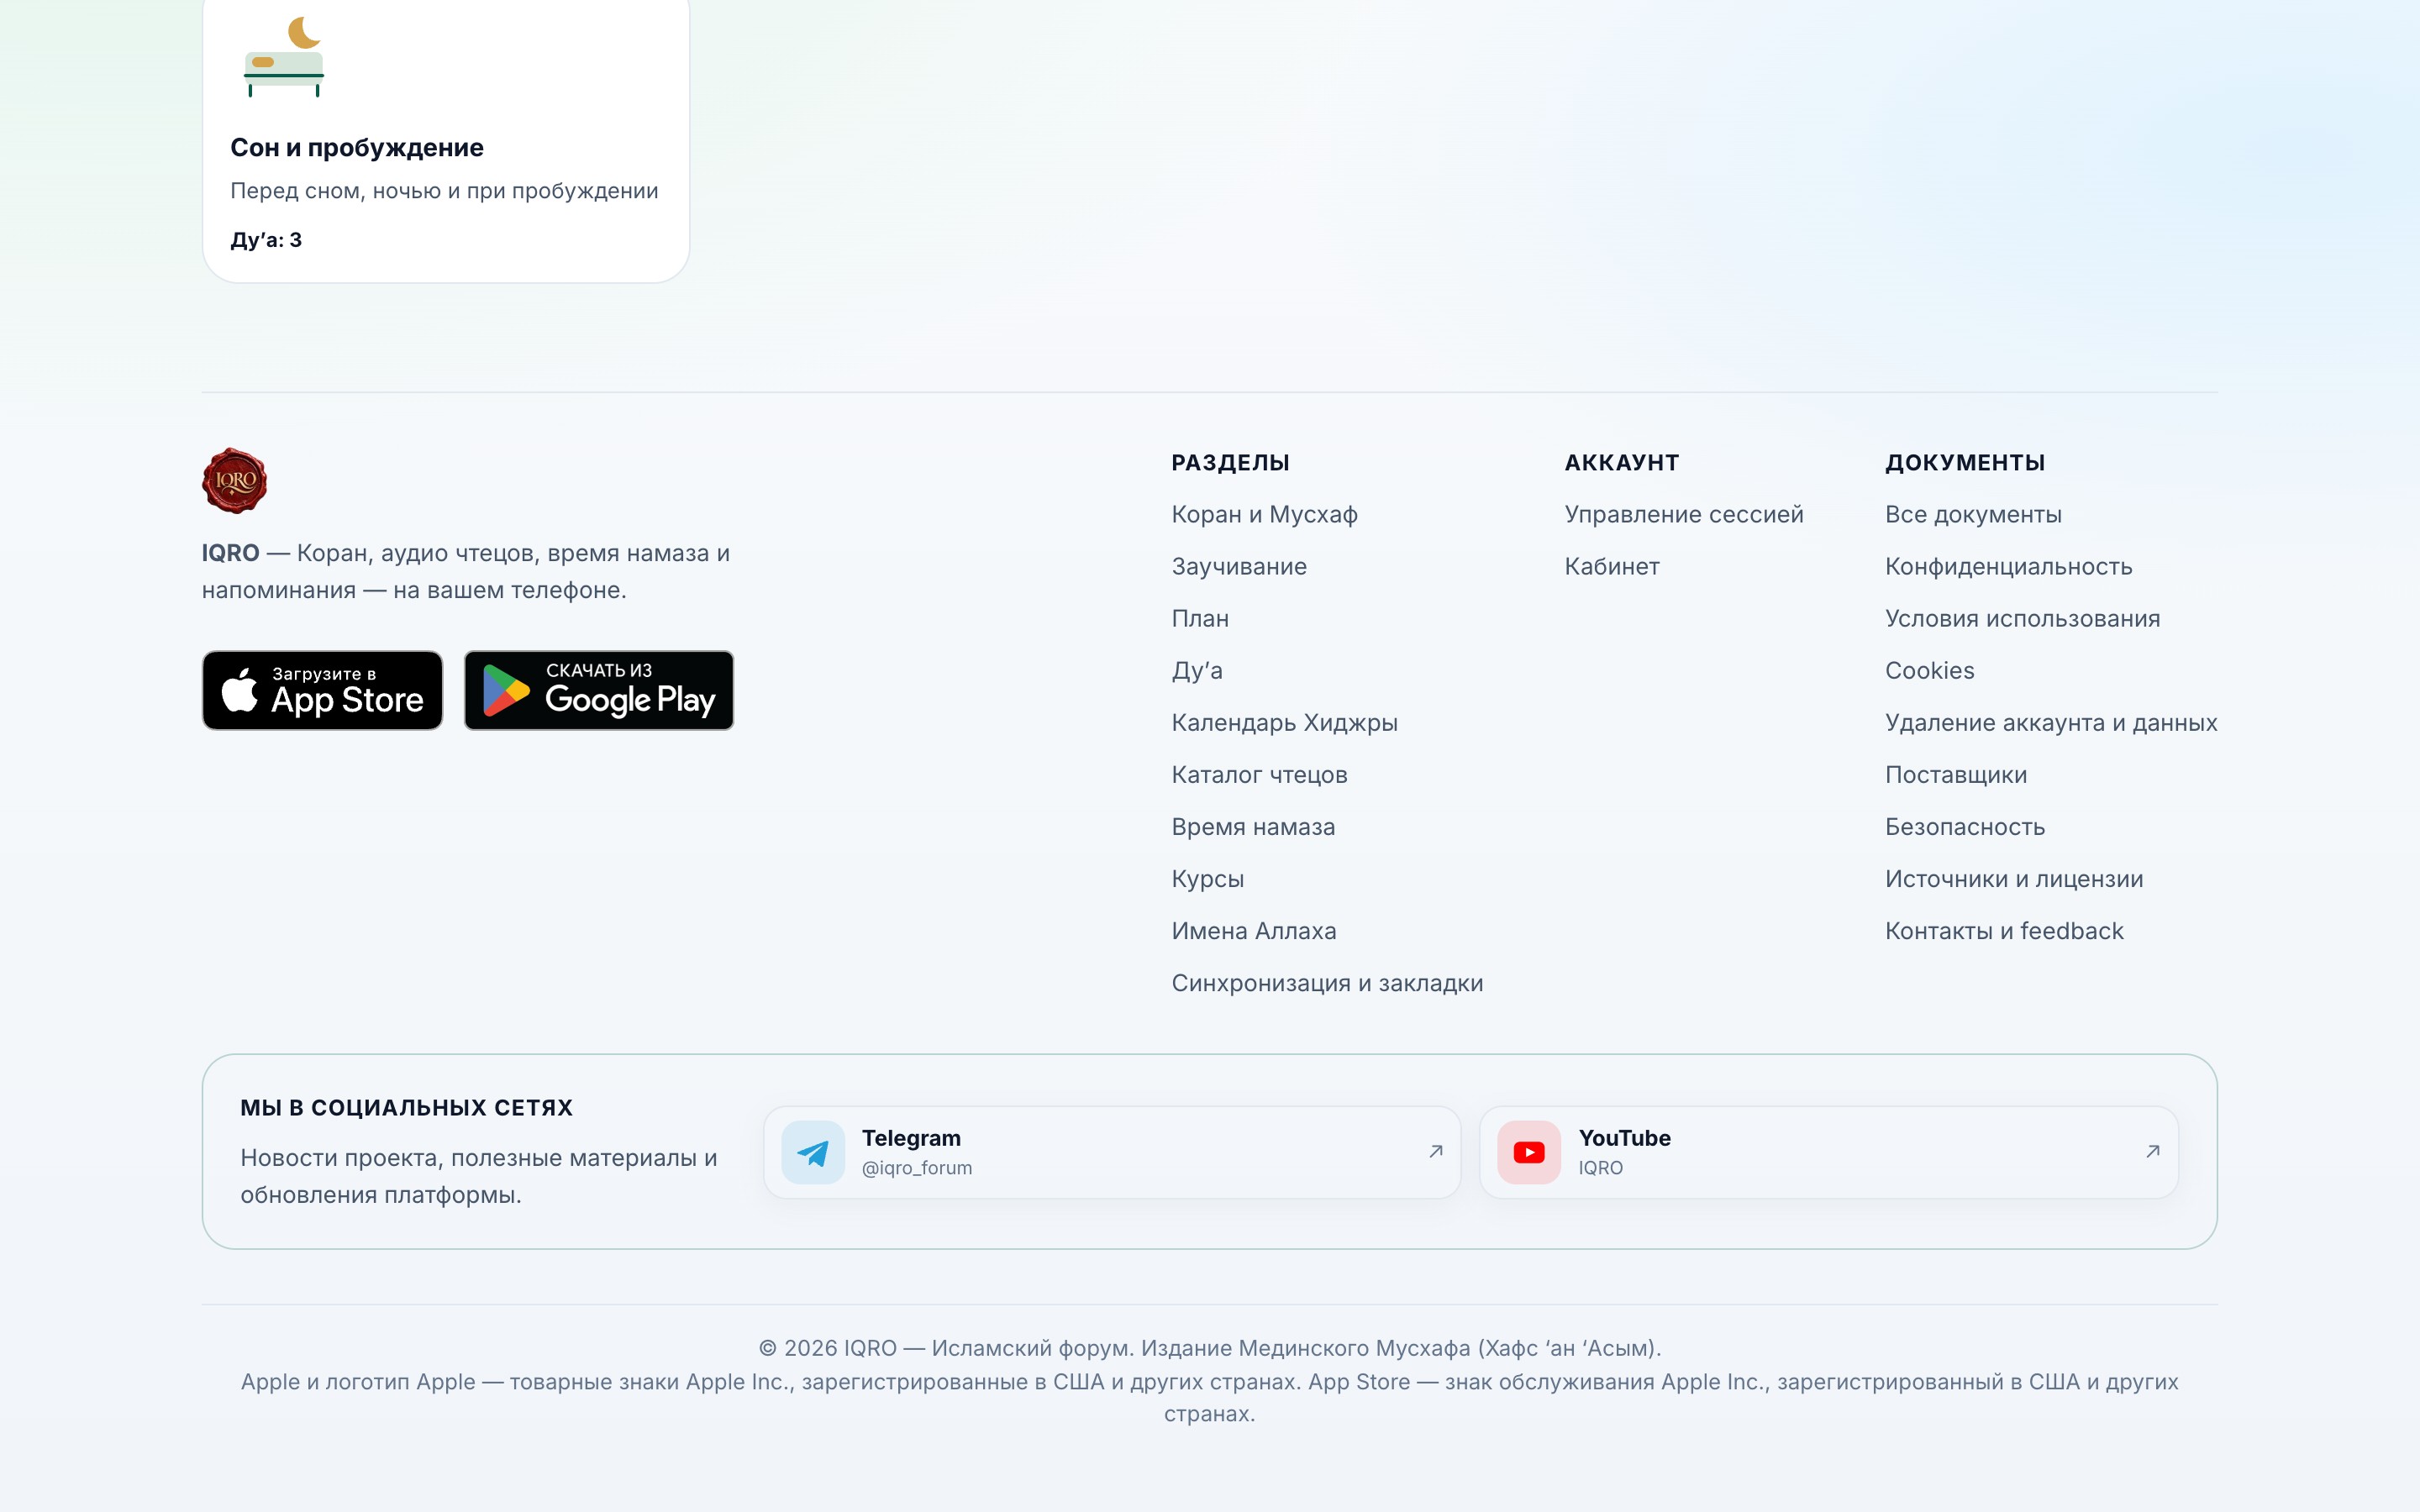 Сон и пробуждение
Перед сном, ночью и при пробуждении
Ду’а: 3
IQRO
IQRO — Коран, аудио чтецов, время намаза и
напоминания — на вашем телефоне.
Загрузите в
App Store
СКАЧАТЬ ИЗ
Google Play
РАЗДЕЛЫ
Коран и Мусхаф
Заучивание
План
Ду’а
Календарь Хиджры
Каталог чтецов
Время намаза
Курсы
Имена Аллаха
Синхронизация и закладки
АККАУНТ
Управление сессией
Кабинет
ДОКУМЕНТЫ
Все документы
Конфиденциальность
Условия использования
Cookies
Удаление аккаунта и данных
Поставщики
Безопасность
Источники и лицензии
Контакты и feedback
МЫ В СОЦИАЛЬНЫХ СЕТЯХ
Новости проекта, полезные материалы и
обновления платформы.
Telegram
@iqro_forum
YouTube
IQRO
© 2026 IQRO — Исламский форум. Издание Мединского Мусхафа (Хафс ‘ан ‘Асым).
Apple и логотип Apple — товарные знаки Apple Inc., зарегистрированные в США и других странах. App Store — знак обслуживания Apple Inc., зарегистрированный в США и других
странах.